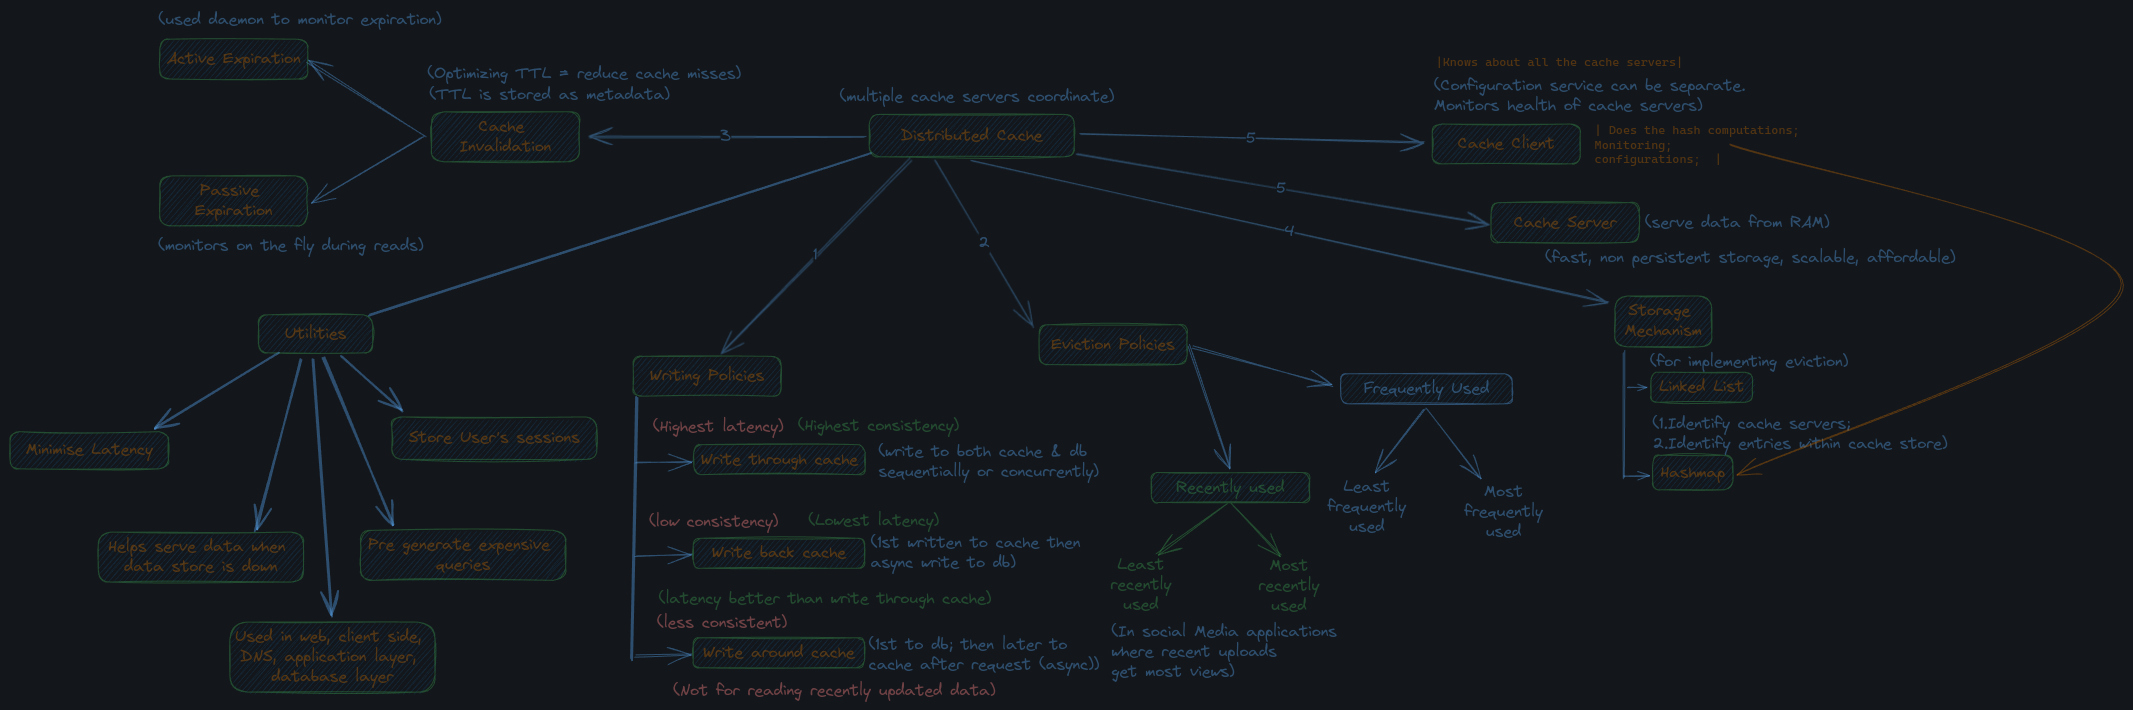 (used daemon to monitor expiration)
Active Expiration
(Optimizing TTL = reduce cache misses)
(TTL is stored as metadata)
Cache
Invalidation
3
Passive
Expiration
(monitors on the fly during reads)
(multiple cache servers coordinate)
Distributed Cache
5
|Knows about all the cache servers|
(Configuration service can be separate.
Monitors health of cache servers)
Cache Client
| Does the hash computations;
Monitoring;
configurations; |
5
Cache Server
(serve data from RAM)
(fast, non persistent storage, scalable, affordable)
4
Storage
Mechanism
(for implementing eviction)
Linked List
(1.Identify cache servers;
2.Identify entries within cache store)
Hashmap
Utilities
Minimise Latency
Store User's sessions
Helps serve data when
data store is down
Pre generate expensive
queries
Used in web, client side,
DNS, application layer,
database layer
1
Writing Policies
(Highest latency)
(Highest consistency)
Write through cache
(write to both cache & db
sequentially or concurrently)
(low consistency)
(Lowest latency)
Write back cache
(1st written to cache then
async write to db)
(latency better than write through cache)
(less consistent)
Write around cache
(1st to db; then later to
cache after request (async))
(Not for reading recently updated data)
2
Eviction Policies
Frequently Used
Least
frequently
used
Most
frequently
used
Recently used
Least
recently
used
Most
recently
used
(In social Media applications
where recent uploads
get most views)